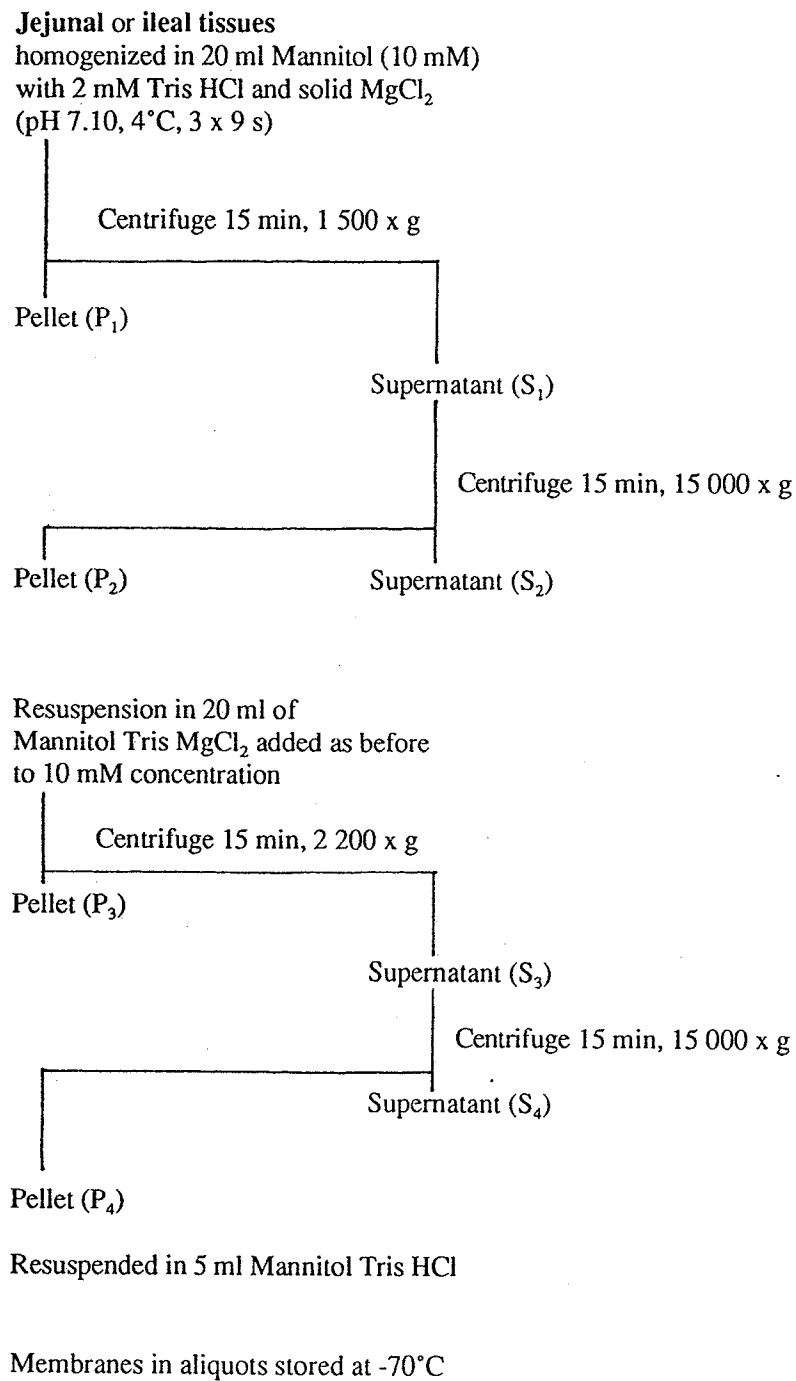 Jejunal or ileal tissues
homogenized in 20 ml Mannitol (10 mM)
with 2 mM Tris HCl and solid MgCl₂
(pH 7.10, 4°C, 3 x 9 s)
Centrifuge 15 min, 1 500 x g
Pellet (P₁)
Supernatant (S₁)
Centrifuge 15 min, 15 000 x g
Pellet (P₂)
Supernatant (S₂)
Resuspension in 20 ml of
Mannitol Tris MgCl₂ added as before
to 10 mM concentration
Centrifuge 15 min, 2 200 x g
Pellet (P₃)
Supernatant (S₃)
Centrifuge 15 min, 15 000 x g
Supernatant (S₄)
Pellet (P₄)
Resuspended in 5 ml Mannitol Tris HCl
Membranes in aliquots stored at -70°C